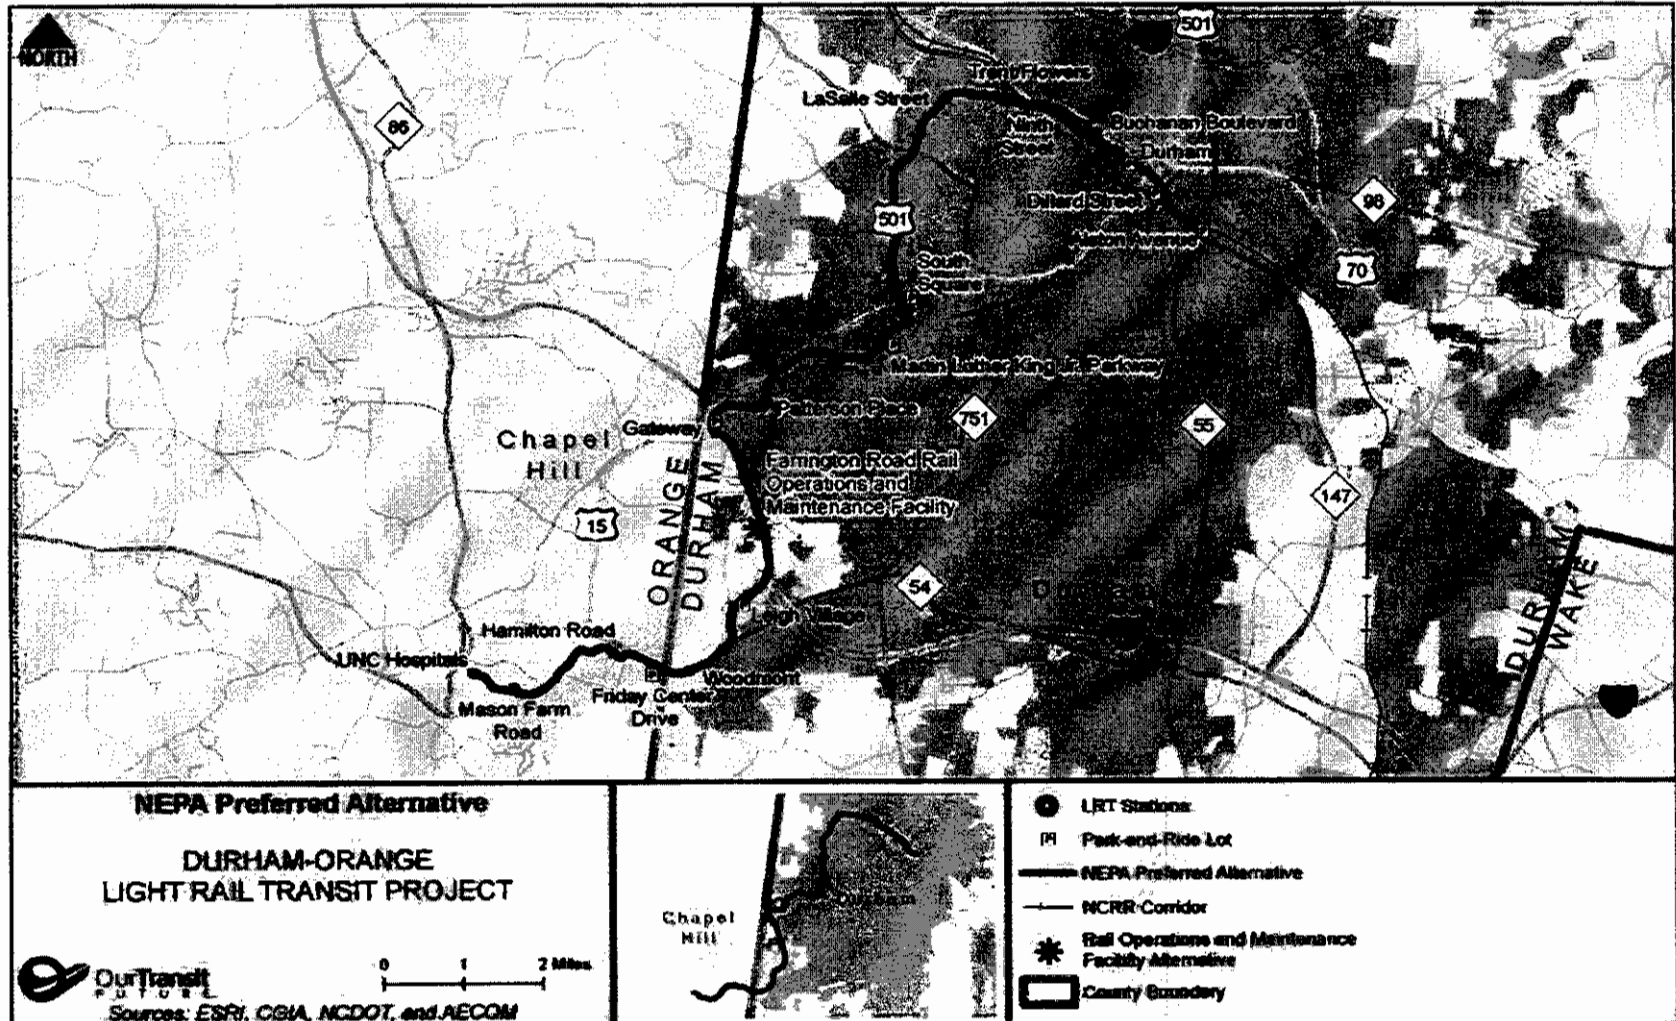 NORTH
86
501
Trent/Flowers
LaSalle Street
Ninth
Street
Buchanan Boulevard
Durham
98
Dillard Street
501
Alston Avenue
South
Square
70
Martin Luther King Jr. Parkway
Patterson Place
751
55
Gateway
Chapel
Hill
Farrington Road Rail
Operations and
Maintenance Facility
147
15
ORANGE
DURHAM
54
DURHAM
WAKE
Leigh Village
Hamilton Road
UNC Hospitals
Woodmont
Friday Center
Drive
Mason Farm
Road
NEPA Preferred Alternative
DURHAM-ORANGE
LIGHT RAIL TRANSIT PROJECT
OurTransit
FUTURE
0 1 2 Miles
Sources: ESRI, CGIA, NCDOT, and AECOM
Chapel
Hill
Durham
LRT Stations
Park-and-Ride Lot
NEPA Preferred Alternative
NCRR Corridor
Rail Operations and Maintenance
Facility Alternative
County Boundary